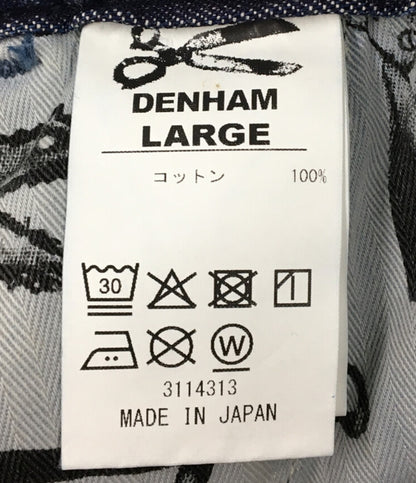 DENHAM
LARGE
コットン 100%
30
W
3114313
MADE IN JAPAN